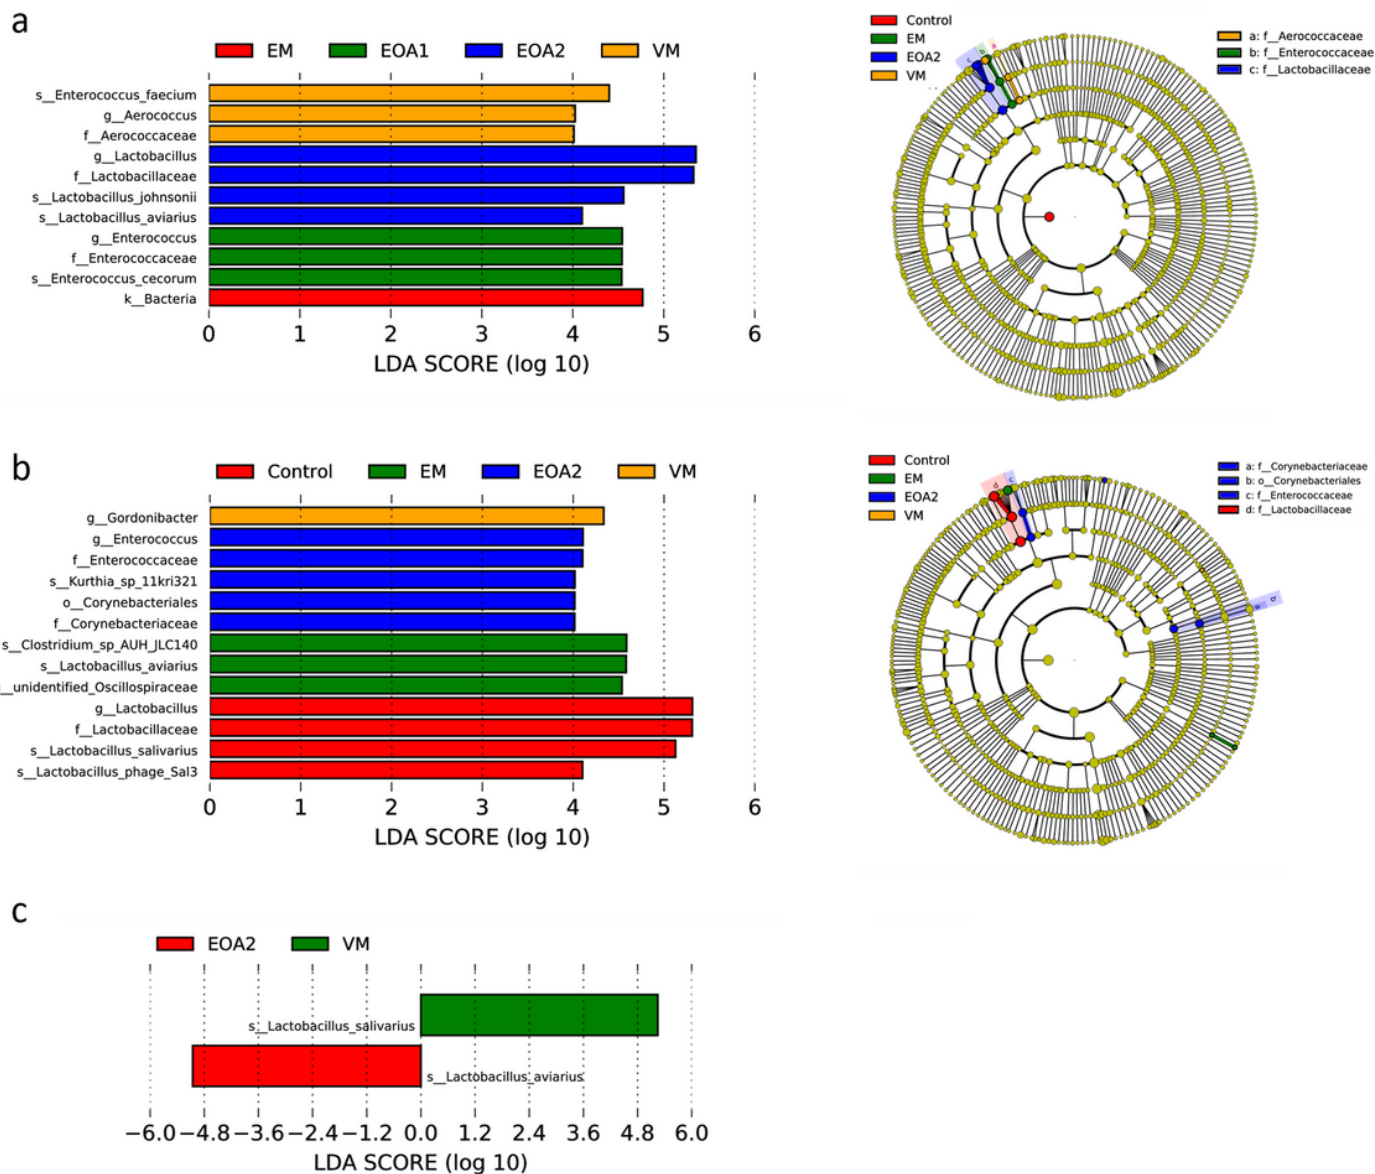 a
EM EOA1 EOA2 VM
s__Enterococcus_faecium
g__Aerococcus
f__Aerococcaceae
g__Lactobacillus
f__Lactobacillaceae
s__Lactobacillus_johnsonii
s__Lactobacillus_aviarius
g__Enterococcus
f__Enterococcaceae
s__Enterococcus_cecorum
k__Bacteria
0 1 2 3 4 5 6
LDA SCORE (log 10)
Control
EM
EOA2
VM
c b a
a: f__Aerococcaceae
b: f__Enterococcaceae
c: f__Lactobacillaceae
b
Control EM EOA2 VM
g__Gordonibacter
g__Enterococcus
f__Enterococcaceae
s__Kurthia_sp_11kri321
o__Corynebacteriales
f__Corynebacteriaceae
s__Clostridium_sp_AUH_JLC140
s__Lactobacillus_aviarius
__unidentified_Oscillospiraceae
g__Lactobacillus
f__Lactobacillaceae
s__Lactobacillus_salivarius
s__Lactobacillus_phage_Sal3
0 1 2 3 4 5 6
LDA SCORE (log 10)
Control
EM
EOA2
VM
d c
a b
a: f__Corynebacteriaceae
b: o__Corynebacteriales
c: f__Enterococcaceae
d: f__Lactobacillaceae
c
EOA2 VM
s__Lactobacillus_salivarius
s__Lactobacillus_aviarius
−6.0 −4.8 −3.6 −2.4 −1.2 0.0 1.2 2.4 3.6 4.8 6.0
LDA SCORE (log 10)